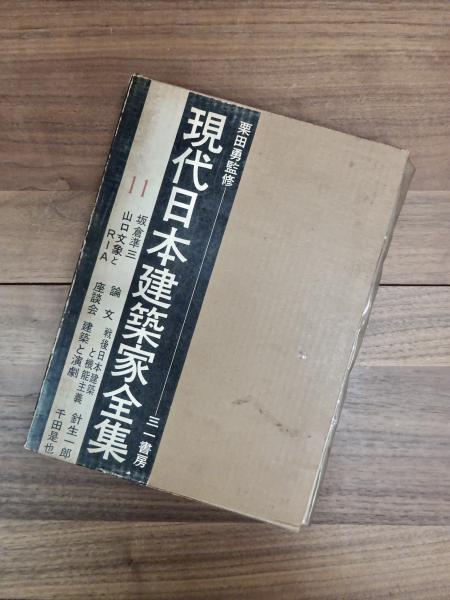 栗田勇監修
現代日本建築家全集
三一書房
11
坂倉準三
山口文象と
RIA
論文 戦後日本建築
と機能主義 針生一郎
座談会 建築と演劇 千田是也